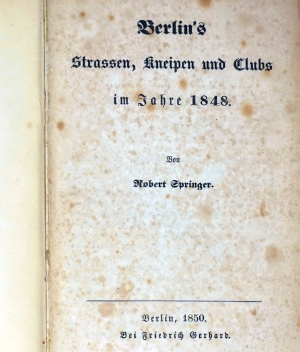 Berlin's
Strassen, Kneipen und Clubs
im Jahre 1848.
Von
Robert Springer.
Berlin, 1850.
Bei Friedrich Gerhard.